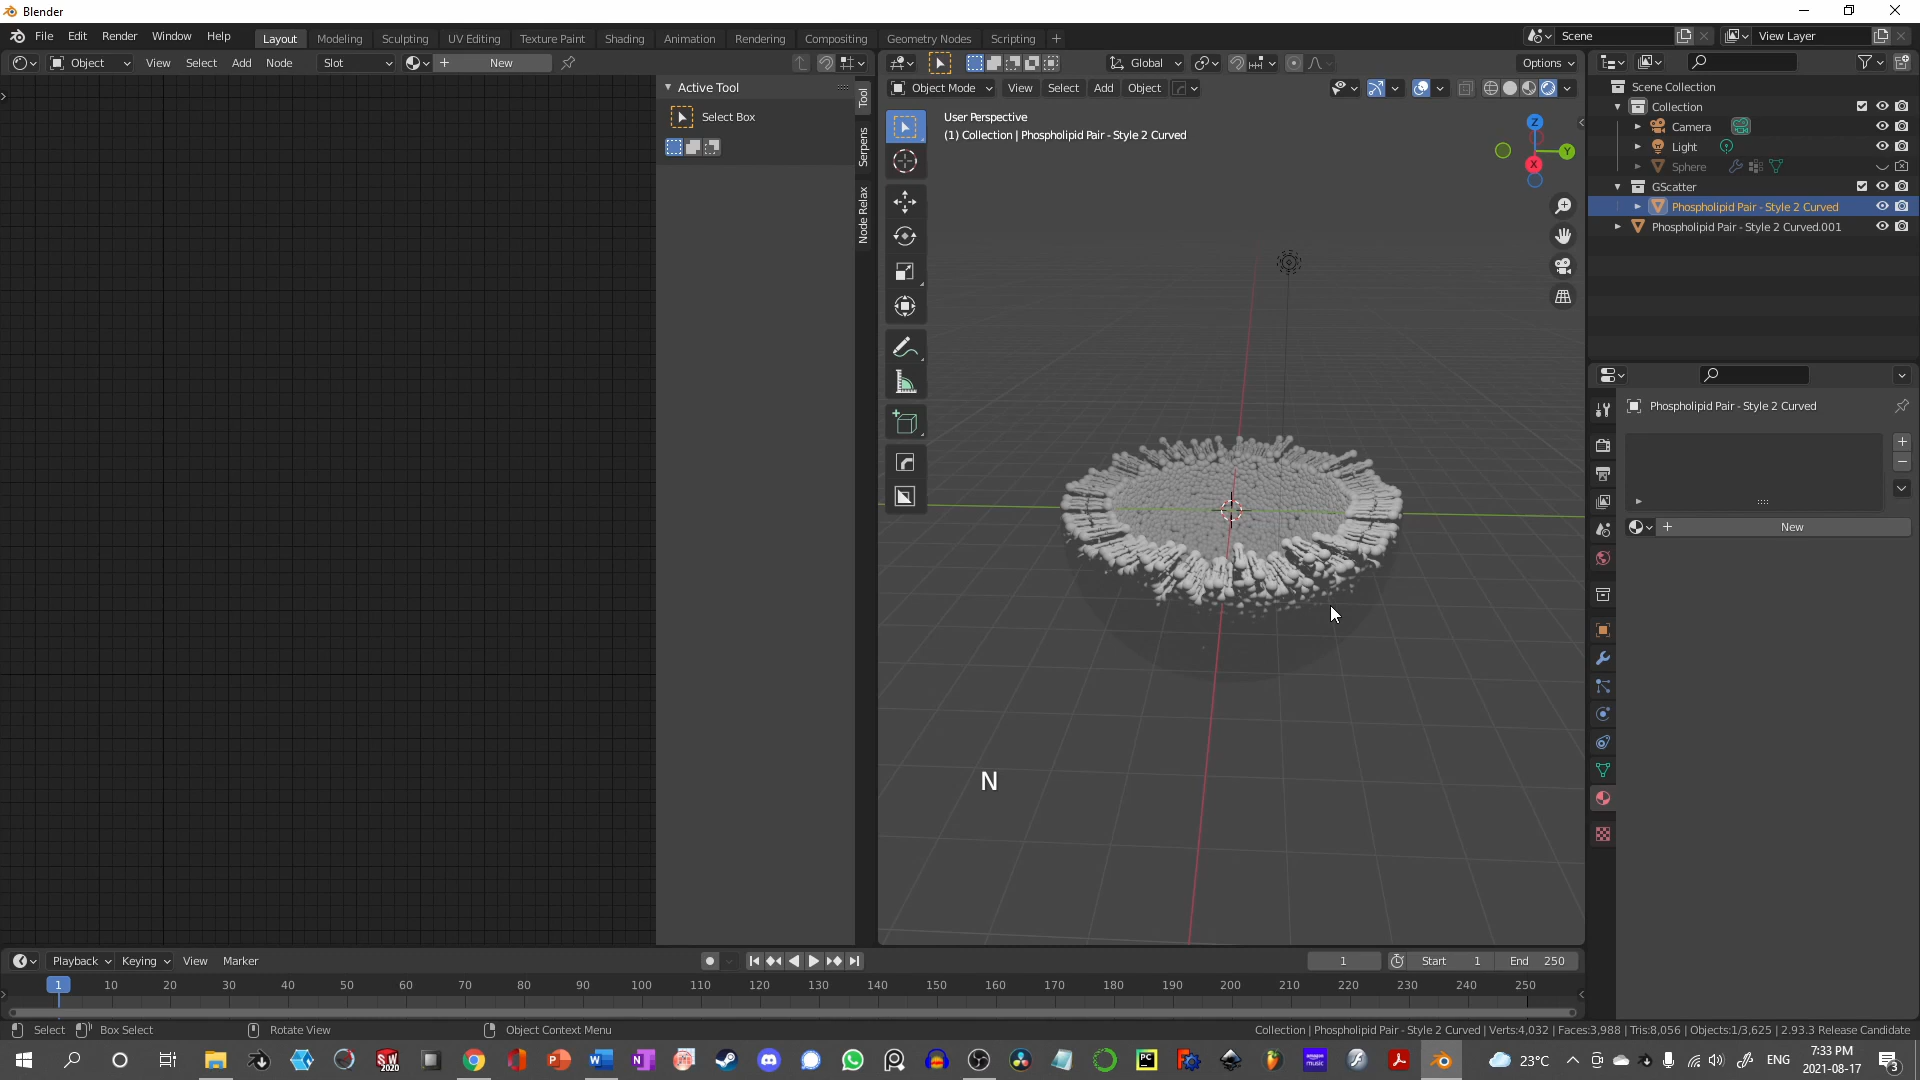 Blender
File Edit Render Window Help
Layout Modeling Sculpting UV Editing Texture Paint Shading Animation Rendering Compositing Geometry Nodes Scripting
Scene
View Layer
Object View Select Add Node Slot New
Global Options
Object Mode View Select Add Object
User Perspective
(1) Collection | Phospholipid Pair - Style 2 Curved
Active Tool
Select Box
Tool
Serpens
Node Relax
Z
Y
X
N
Scene Collection
Collection
Camera
Light
Sphere
GScatter
Phospholipid Pair - Style 2 Curved
Phospholipid Pair - Style 2 Curved.001
Phospholipid Pair - Style 2 Curved
New
Playback Keying View Marker
1 Start 1 End 250
1 10 20 30 40 50 60 70 80 90 100 110 120 130 140 150 160 170 180 190 200 210 220 230 240 250
Select Box Select Rotate View Object Context Menu
Collection | Phospholipid Pair - Style 2 Curved | Verts:4,032 | Faces:3,988 | Tris:8,056 | Objects:1/3,625 | 2.93.3 Release Candidate
SW
2020
PC
amazon
music
23°C
ENG
7:33 PM
2021-08-17
3